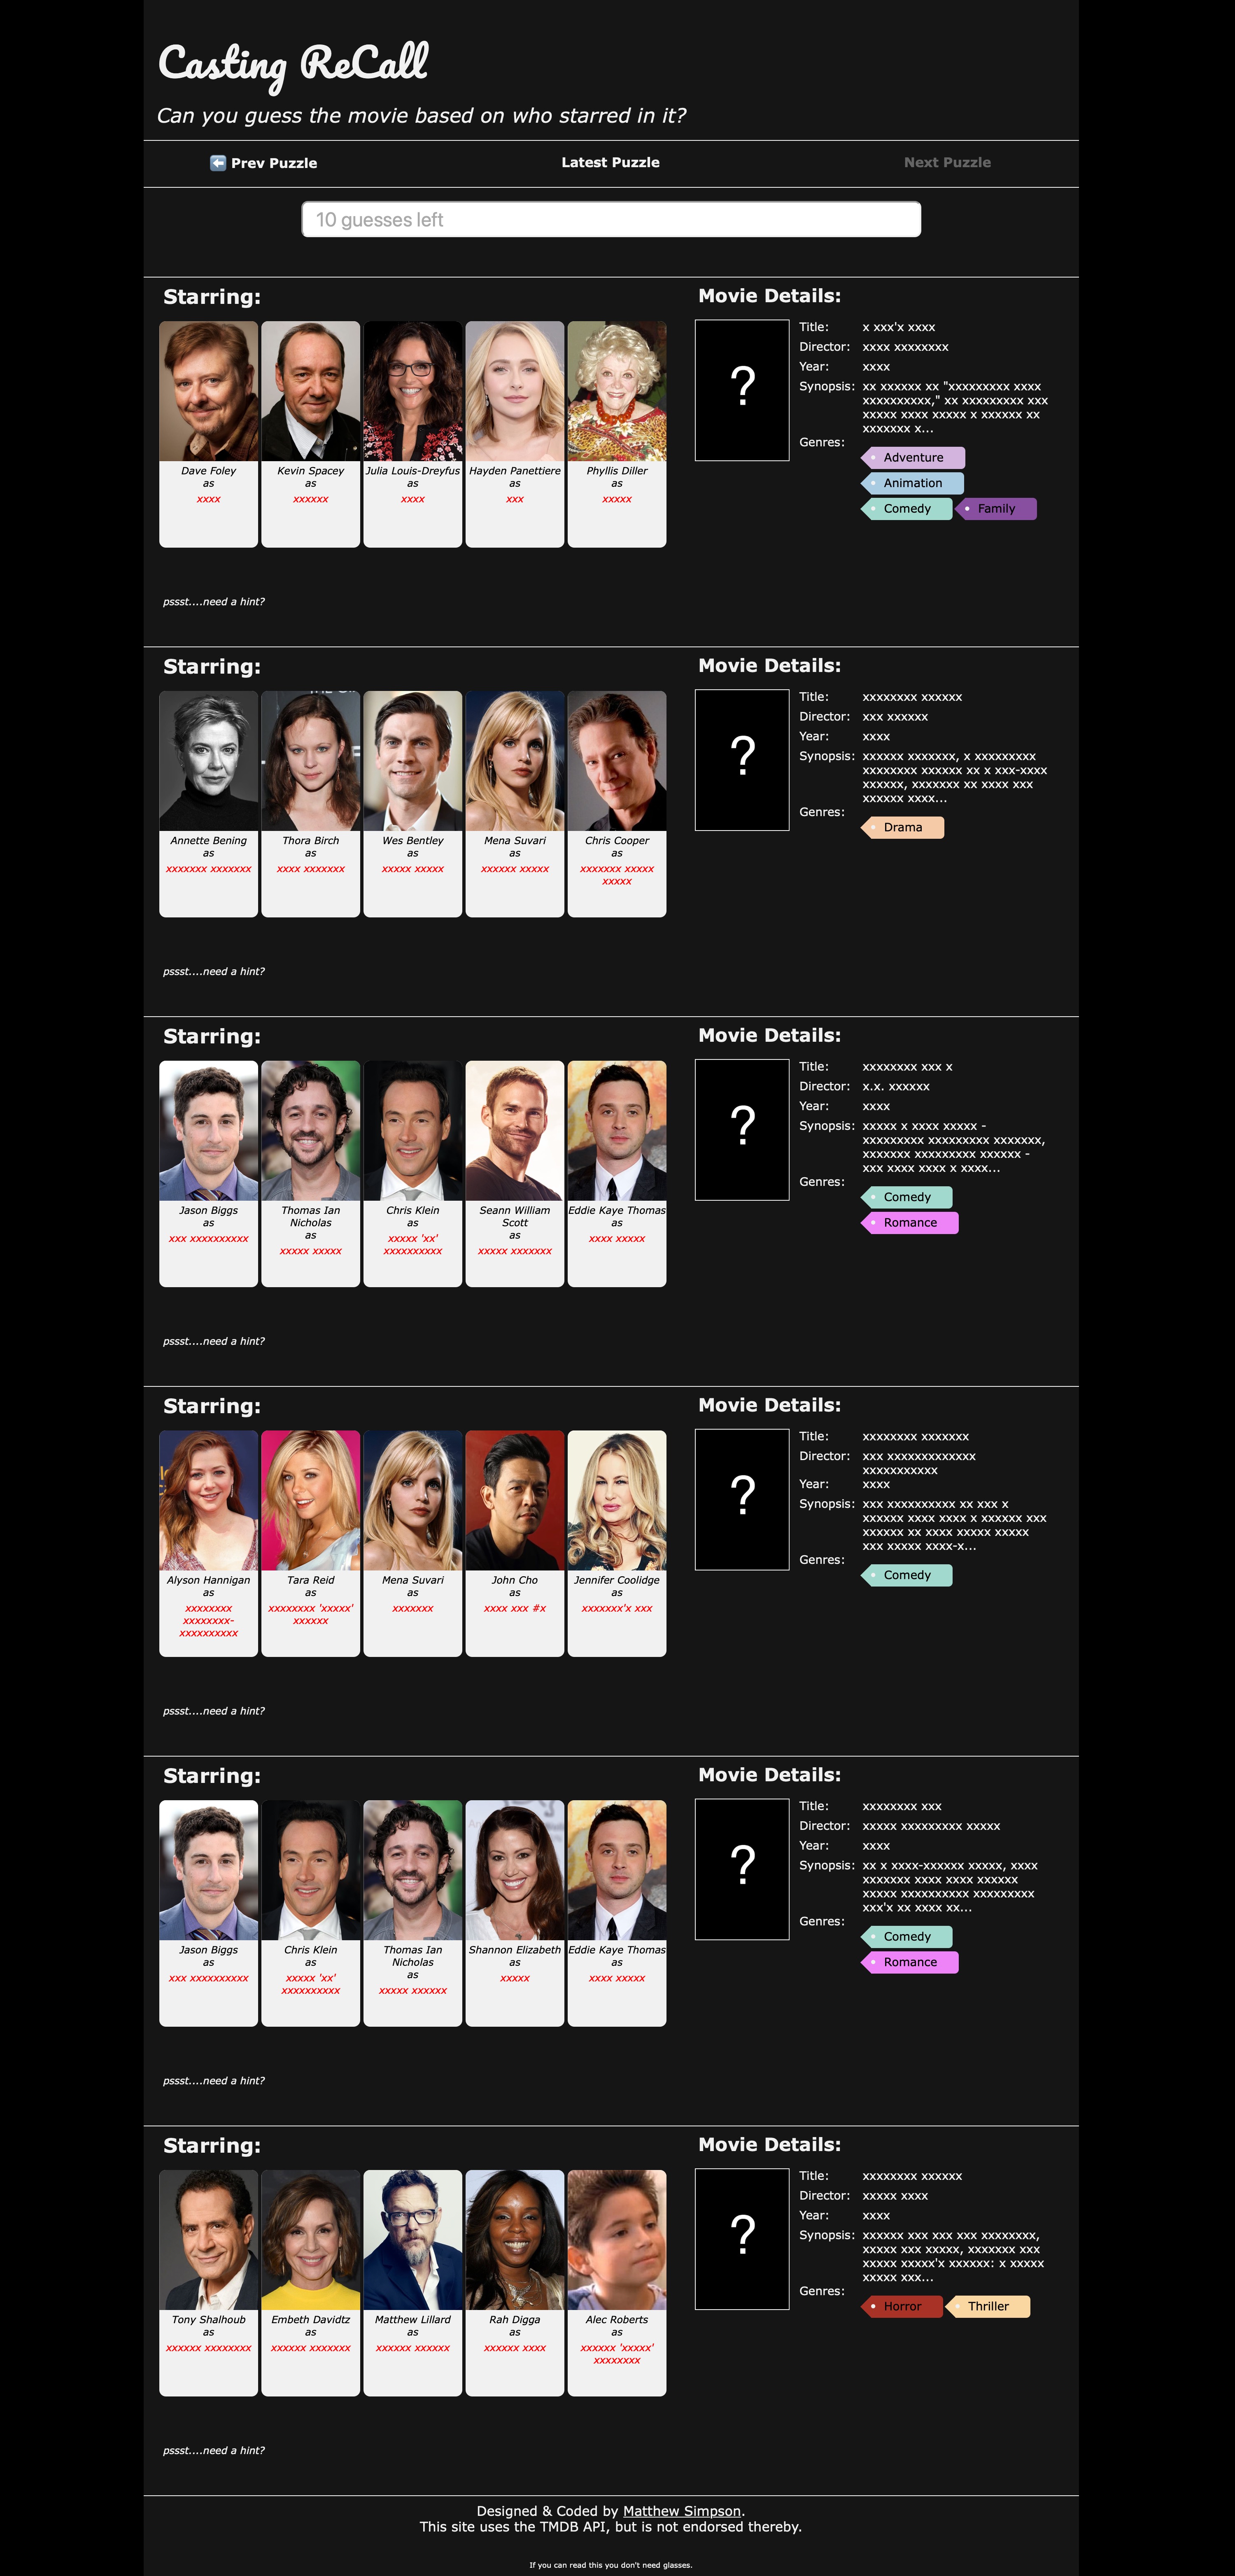 Casting ReCall
Can you guess the movie based on who starred in it?
⬅️ Prev Puzzle
Latest Puzzle
Next Puzzle
10 guesses left
Starring:
Dave Foley
as
xxxx
Kevin Spacey
as
xxxxxx
Julia Louis-Dreyfus
as
xxxx
Hayden Panettiere
as
xxx
Phyllis Diller
as
xxxxx
pssst....need a hint?
Movie Details:
Title: x xxx'x xxxx
Director: xxxx xxxxxxxx
Year: xxxx
Synopsis: xx xxxxxx xx "xxxxxxxxx xxxx
xxxxxxxxxx," xx xxxxxxxxx xxx
xxxxx xxxx xxxxx x xxxxxx xx
xxxxxxx x...
Genres:
Adventure
Animation
Comedy Family
Starring:
Annette Bening
as
xxxxxxx xxxxxxx
Thora Birch
as
xxxx xxxxxxx
Wes Bentley
as
xxxxx xxxxx
Mena Suvari
as
xxxxxx xxxxx
Chris Cooper
as
xxxxxxx xxxxx
xxxxx
pssst....need a hint?
Movie Details:
Title: xxxxxxxx xxxxxx
Director: xxx xxxxxx
Year: xxxx
Synopsis: xxxxxx xxxxxxx, x xxxxxxxxx
xxxxxxxx xxxxxx xx x xxx-xxxx
xxxxxx, xxxxxxx xx xxxx xxx
xxxxxx xxxx...
Genres:
Drama
Starring:
Jason Biggs
as
xxx xxxxxxxxxx
Thomas Ian
Nicholas
as
xxxxx xxxxx
Chris Klein
as
xxxxx 'xx'
xxxxxxxxxx
Seann William
Scott
as
xxxxx xxxxxxx
Eddie Kaye Thomas
as
xxxx xxxxx
pssst....need a hint?
Movie Details:
Title: xxxxxxxx xxx x
Director: x.x. xxxxxx
Year: xxxx
Synopsis: xxxxx x xxxx xxxxx -
xxxxxxxxx xxxxxxxxx xxxxxxx,
xxxxxxx xxxxxxxxx xxxxxx -
xxx xxxx xxxx x xxxx...
Genres:
Comedy
Romance
Starring:
Alyson Hannigan
as
xxxxxxxx
xxxxxxxx-
xxxxxxxxxx
Tara Reid
as
xxxxxxxx 'xxxxx'
xxxxxx
Mena Suvari
as
xxxxxxx
John Cho
as
xxxx xxx #x
Jennifer Coolidge
as
xxxxxxx'x xxx
pssst....need a hint?
Movie Details:
Title: xxxxxxxx xxxxxxx
Director: xxx xxxxxxxxxxxxx
xxxxxxxxxxx
Year: xxxx
Synopsis: xxx xxxxxxxxxx xx xxx x
xxxxxx xxxx xxxx x xxxxxx xxx
xxxxxx xx xxxx xxxxx xxxxx
xxx xxxxx xxxx-x...
Genres:
Comedy
Starring:
Jason Biggs
as
xxx xxxxxxxxxx
Chris Klein
as
xxxxx 'xx'
xxxxxxxxxx
Thomas Ian
Nicholas
as
xxxxx xxxxxx
Shannon Elizabeth
as
xxxxx
Eddie Kaye Thomas
as
xxxx xxxxx
pssst....need a hint?
Movie Details:
Title: xxxxxxxx xxx
Director: xxxxx xxxxxxxxx xxxxx
Year: xxxx
Synopsis: xx x xxxx-xxxxxx xxxxx, xxxx
xxxxxxx xxxx xxxx xxxxxx
xxxxx xxxxxxxxxx xxxxxxxxx
xxx'x xx xxxx xx...
Genres:
Comedy
Romance
Starring:
Tony Shalhoub
as
xxxxxx xxxxxxxx
Embeth Davidtz
as
xxxxxx xxxxxxx
Matthew Lillard
as
xxxxxx xxxxxx
Rah Digga
as
xxxxxx xxxx
Alec Roberts
as
xxxxxx 'xxxxx'
xxxxxxxx
pssst....need a hint?
Movie Details:
Title: xxxxxxxx xxxxxx
Director: xxxxx xxxx
Year: xxxx
Synopsis: xxxxxx xxx xxx xxx xxxxxxxx,
xxxxx xxx xxxxx, xxxxxxx xxx
xxxxx xxxxx'x xxxxxx: x xxxxx
xxxxx xxx...
Genres:
Horror Thriller
Designed & Coded by Matthew Simpson.
This site uses the TMDB API, but is not endorsed thereby.
If you can read this you don't need glasses.